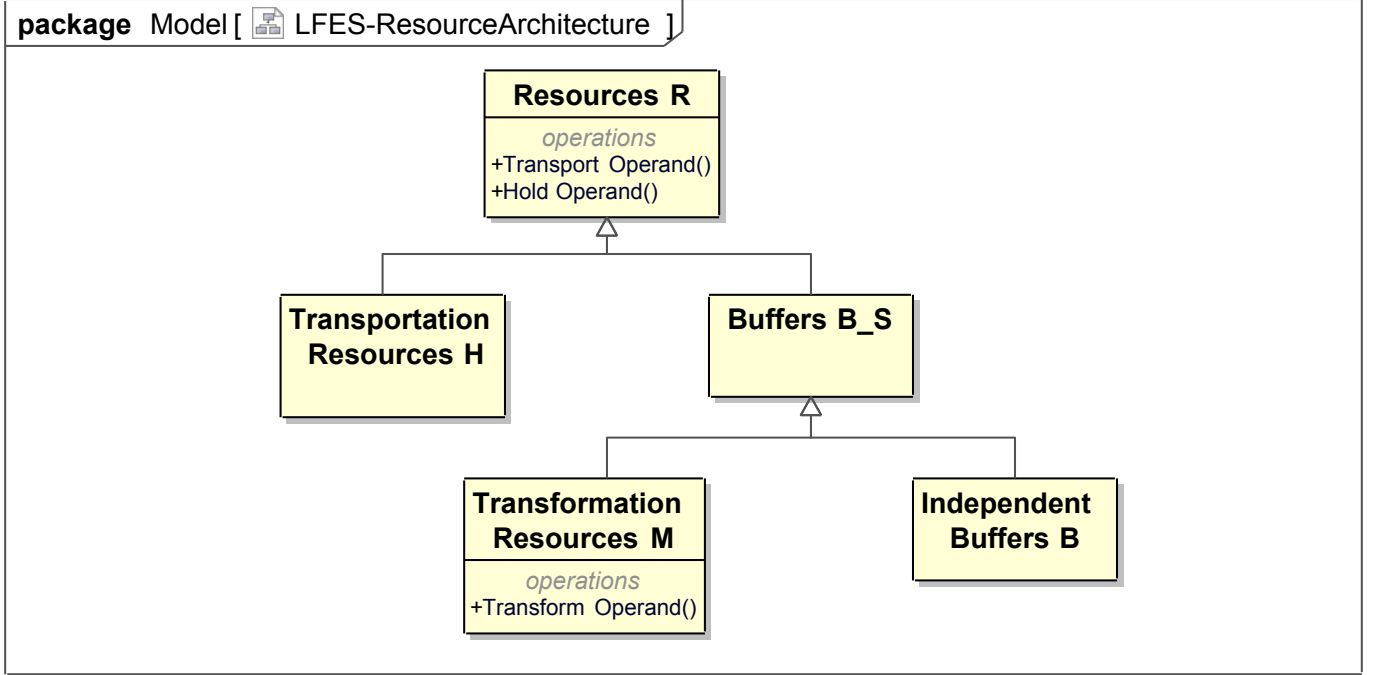 package Model [ LFES-ResourceArchitecture ]
Resources R
operations
+Transport Operand()
+Hold Operand()
Transportation
Resources H
Buffers B_S
Transformation
Resources M
operations
+Transform Operand()
Independent
Buffers B